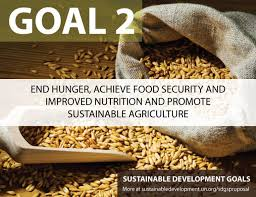 GOAL 2
END HUNGER, ACHIEVE FOOD SECURITY AND
IMPROVED NUTRITION AND PROMOTE
SUSTAINABLE AGRICULTURE
SUSTAINABLE DEVELOPMENT GOALS
More at sustainabledevelopment.un.org/sdgsproposal